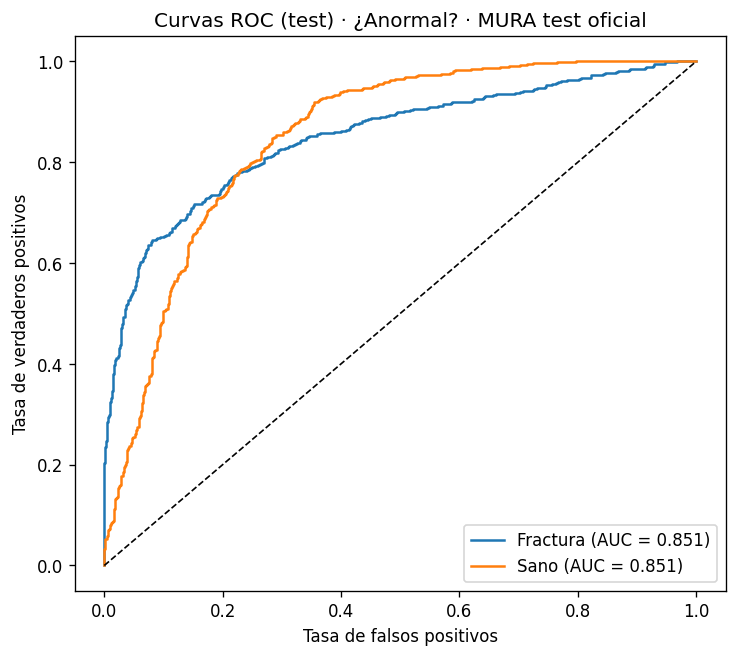 Curvas ROC (test) · ¿Anormal? · MURA test oficial
Tasa de verdaderos positivos
1.0
0.8
0.6
0.4
0.2
0.0
Fractura (AUC = 0.851)
Sano (AUC = 0.851)
0.0 0.2 0.4 0.6 0.8 1.0
Tasa de falsos positivos